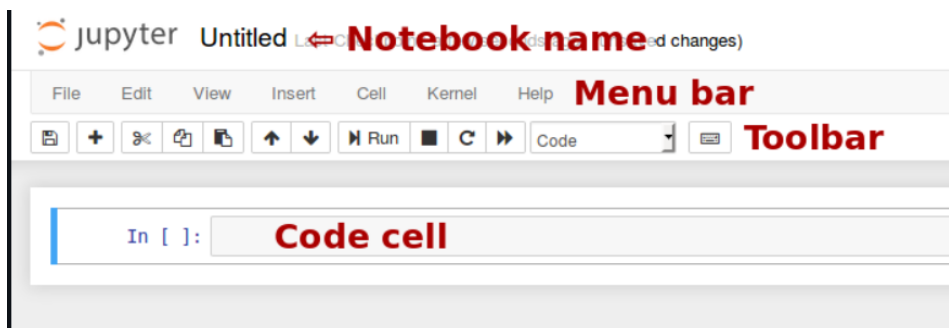 jupyter Untitled ⇦ Notebook name d changes)
File Edit View Insert Cell Kernel Help Menu bar
Run Code Toolbar
In [ ]: Code cell